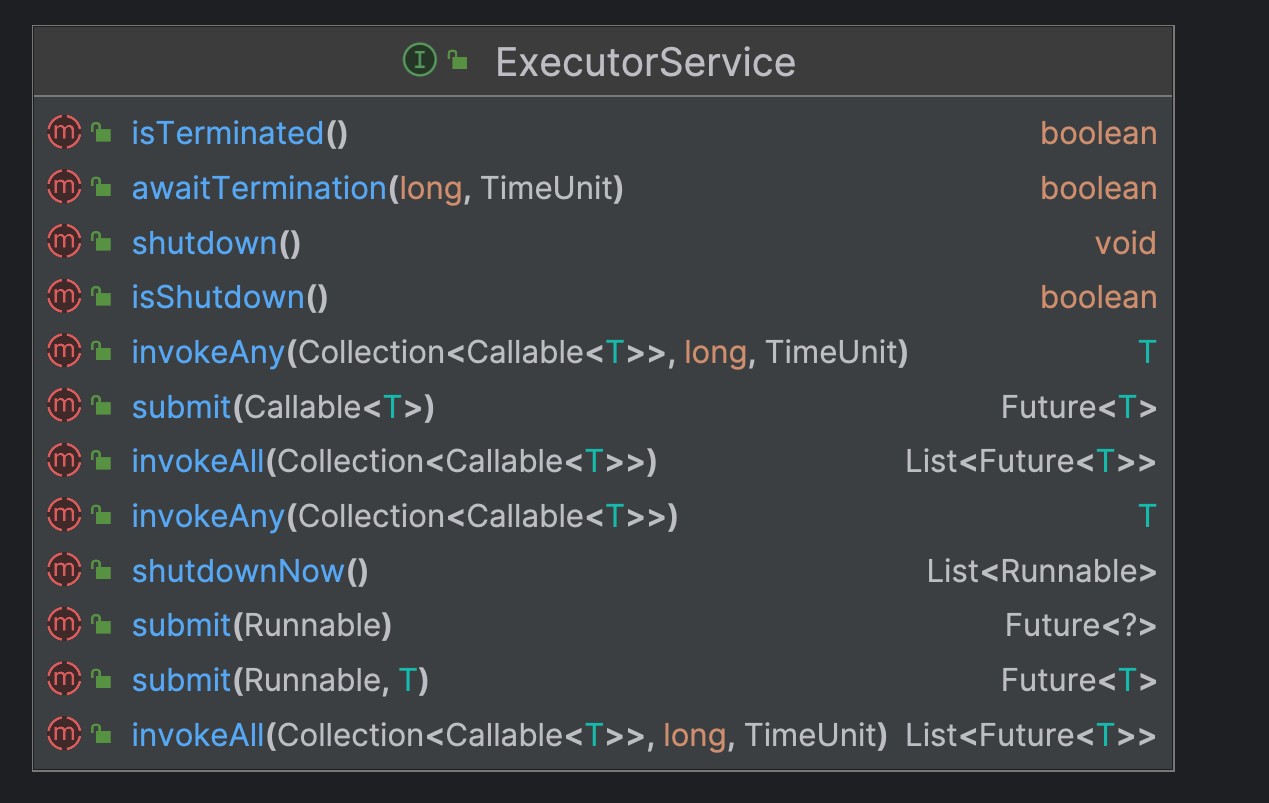 I ExecutorService
m isTerminated() boolean
m awaitTermination(long, TimeUnit) boolean
m shutdown() void
m isShutdown() boolean
m invokeAny(Collection<Callable<T>>, long, TimeUnit) T
m submit(Callable<T>) Future<T>
m invokeAll(Collection<Callable<T>>) List<Future<T>>
m invokeAny(Collection<Callable<T>>) T
m shutdownNow() List<Runnable>
m submit(Runnable) Future<?>
m submit(Runnable, T) Future<T>
m invokeAll(Collection<Callable<T>>, long, TimeUnit) List<Future<T>>